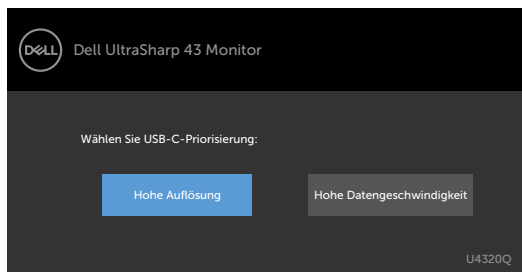 DELL Dell UltraSharp 43 Monitor
Wählen Sie USB-C-Priorisierung:
Hohe Auflösung Hohe Datengeschwindigkeit
U4320Q